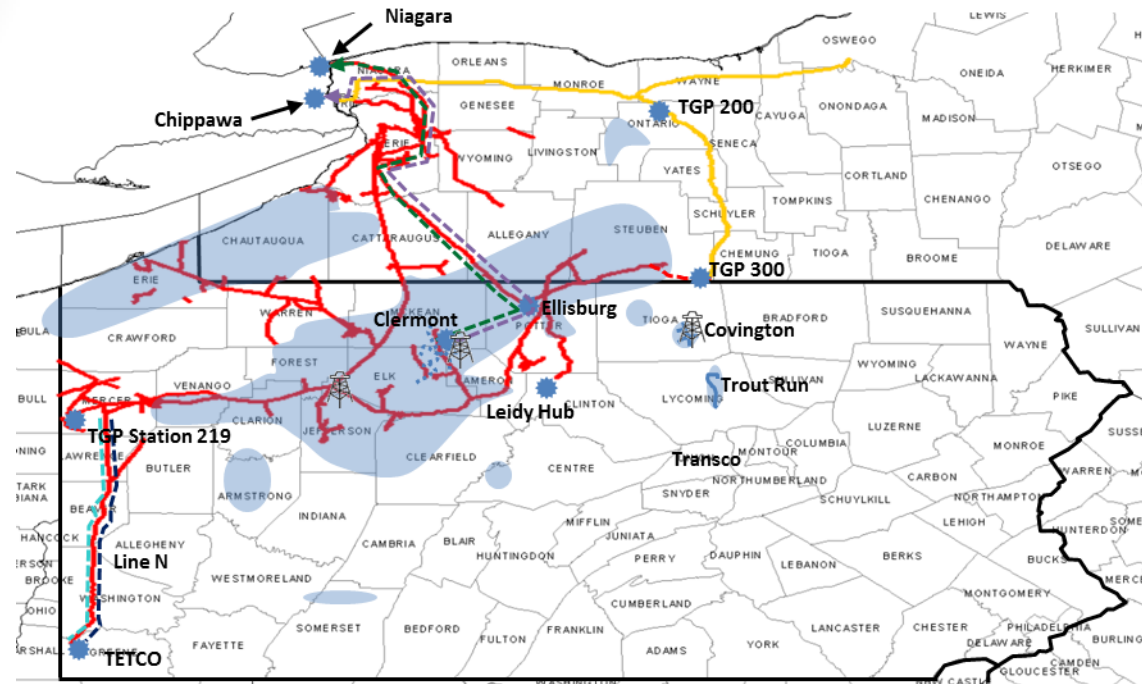 Niagara
LEWIS
OSWEGO
ORLEANS
NIAGARA
MONROE
WAYNE
ONEIDA
HERKIMER
Chippawa
GENESEE
TGP 200
ONTARIO
CAYUGA
ONONDAGA
MADISON
ERIE
WYOMING
LIVINGSTON
SENECA
YATES
CORTLAND
OTSEGO
CHENANGO
TOMPKINS
SCHUYLER
CHAUTAUQUA
CATTARAUGUS
ALLEGANY
STEUBEN
CHEMUNG
TIOGA
BROOME
DELAWARE
TGP 300
ERIE
WARREN
MCKEAN
Clermont
Ellisburg
POTTER
TIOGA
Covington
BRADFORD
SUSQUEHANNA
WAYNE
SULLIVAN
BULA
CRAWFORD
FOREST
ELK
CAMERON
WYOMING
LACKAWANNA
Trout Run
SULLIVAN
LYCOMING
PIKE
BULL
MERCER
VENANGO
Leidy Hub
CLINTON
CLARION
JEFFERSON
TGP Station 219
LUZERNE
MONROE
COLUMBIA
MONTOUR
LAWRENCE
BUTLER
CLEARFIELD
CENTRE
Transco
NORTHUMBERLAND
CARBON
WARREN
TARK
BIANA
ARMSTRONG
SNYDER
SCHUYLKILL
NORTHAMPTON
BEAVER
INDIANA
MIFFLIN
LEHIGH
HUNTERDON
HANCOCK
ALLEGHENY
CAMBRIA
BLAIR
JUNIATA
HUNTINGDON
PERRY
DAUPHIN
LEBANON
BERKS
BUCKS
Line N
BROOKE
WESTMORELAND
WASHINGTON
CUMBERLAND
MONTGOMERY
OHIO
SOMERSET
BEDFORD
FULTON
FRANKLIN
LANCASTER
CHESTER
PHILADELPHIA
BURLING
DELAWARE
FAYETTE
ADAMS
YORK
CAMDEN
GLOUCESTER
GREENE
TETCO